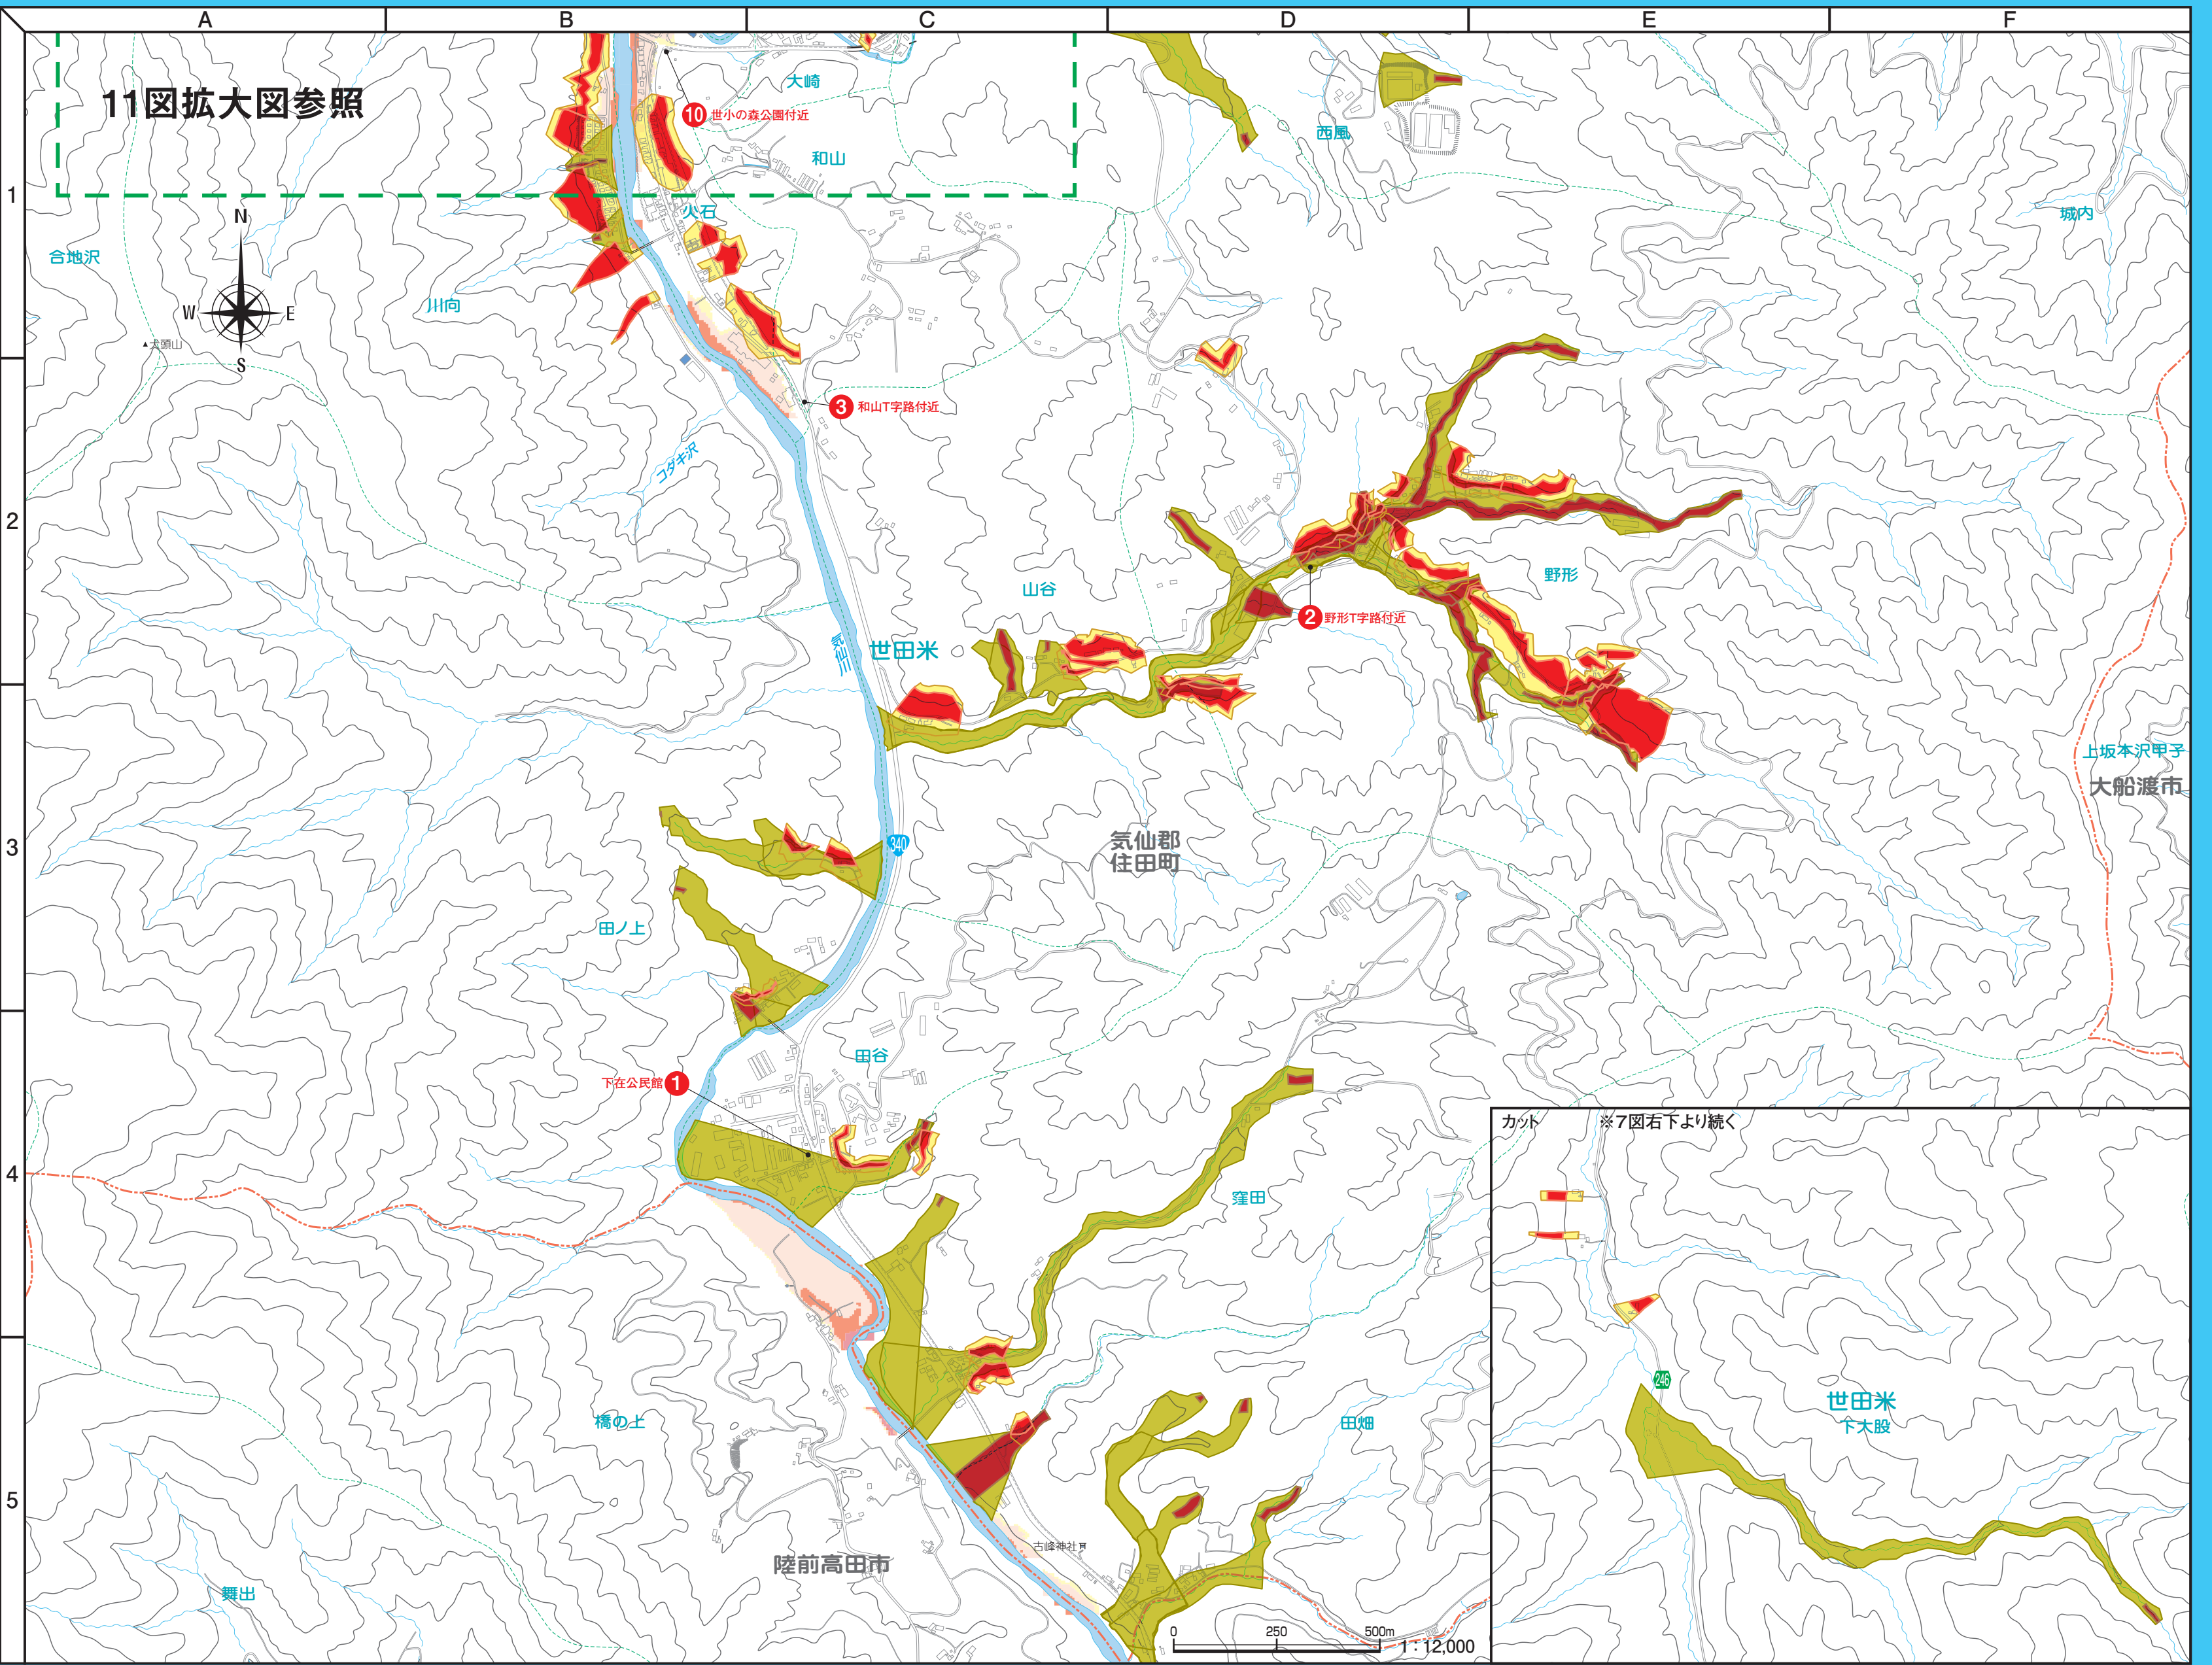 A
B
C
D
E
F
11図拡大図参照
大崎
10 世小の森公園付近
西風
和山
1
火石
城内
N
W
E
S
合地沢
川向
犬頭山
3 和山T字路付近
コダキ沢
2
山谷
野形
2 野形T字路付近
気仙川
世田米
上坂本沢甲子
大船渡市
3
340
気仙郡
住田町
田ノ上
田谷
下在公民館 1
カット
※7図右下より続く
4
窪田
246
世田米
下大股
橋の上
田畑
5
古峰神社
陸前高田市
舞出
0
250
500m
1:12,000